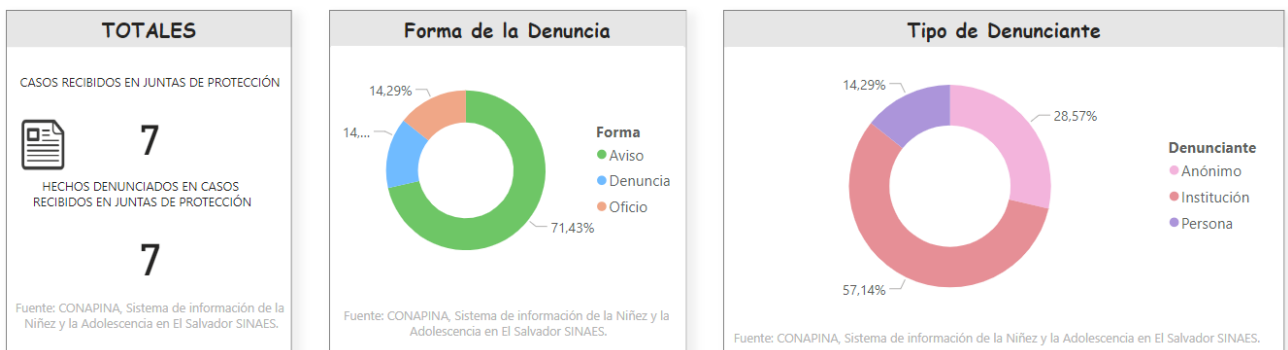 TOTALES
CASOS RECIBIDOS EN JUNTAS DE PROTECCIÓN
7
HECHOS DENUNCIADOS EN CASOS
RECIBIDOS EN JUNTAS DE PROTECCIÓN
7
Fuente: CONAPINA, Sistema de información de la
Niñez y la Adolescencia en El Salvador SINAES.
Forma de la Denuncia
14,29%
14,...
71,43%
Forma
Aviso
Denuncia
Oficio
Fuente: CONAPINA, Sistema de información de la Niñez y la
Adolescencia en El Salvador SINAES.
Tipo de Denunciante
14,29%
28,57%
57,14%
Denunciante
Anónimo
Institución
Persona
Fuente: CONAPINA, Sistema de información de la Niñez y la Adolescencia en El Salvador SINAES.